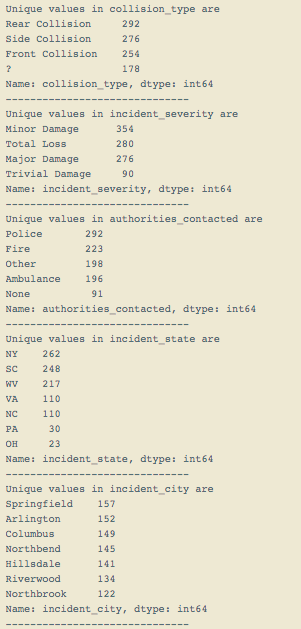 Unique values in collision_type are
Rear Collision 292
Side Collision 276
Front Collision 254
? 178
Name: collision_type, dtype: int64
------------------------------
Unique values in incident_severity are
Minor Damage 354
Total Loss 280
Major Damage 276
Trivial Damage 90
Name: incident_severity, dtype: int64
------------------------------
Unique values in authorities_contacted are
Police 292
Fire 223
Other 198
Ambulance 196
None 91
Name: authorities_contacted, dtype: int64
------------------------------
Unique values in incident_state are
NY 262
SC 248
WV 217
VA 110
NC 110
PA 30
OH 23
Name: incident_state, dtype: int64
------------------------------
Unique values in incident_city are
Springfield 157
Arlington 152
Columbus 149
Northbend 145
Hillsdale 141
Riverwood 134
Northbrook 122
Name: incident_city, dtype: int64
------------------------------